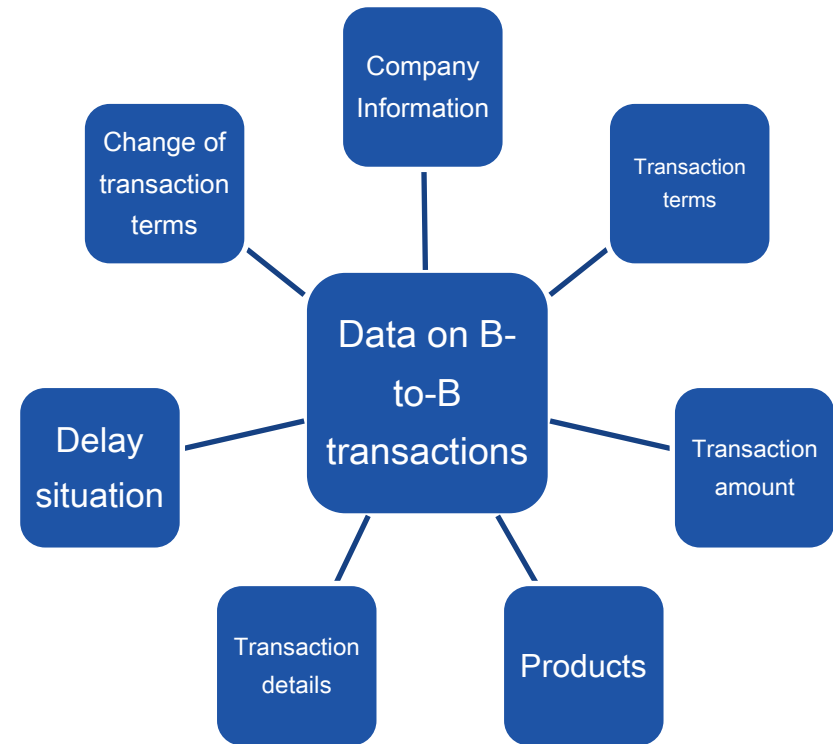 Company
Information
Change of
transaction
terms
Transaction
terms
Data on B-
to-B
transactions
Delay
situation
Transaction
amount
Transaction
details
Products